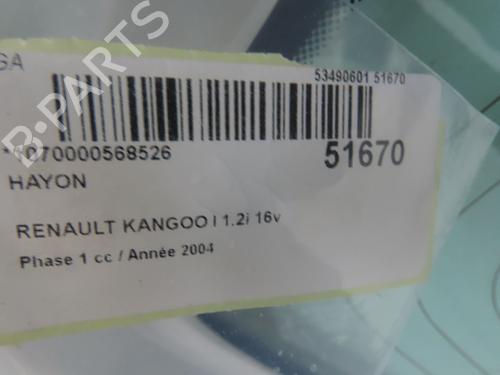 GA
53490601 51670
1070000568526
51670
HAYON
RENAULT KANGOO I 1.2i 16v
Phase 1 cc / Année 2004
B-PARTS